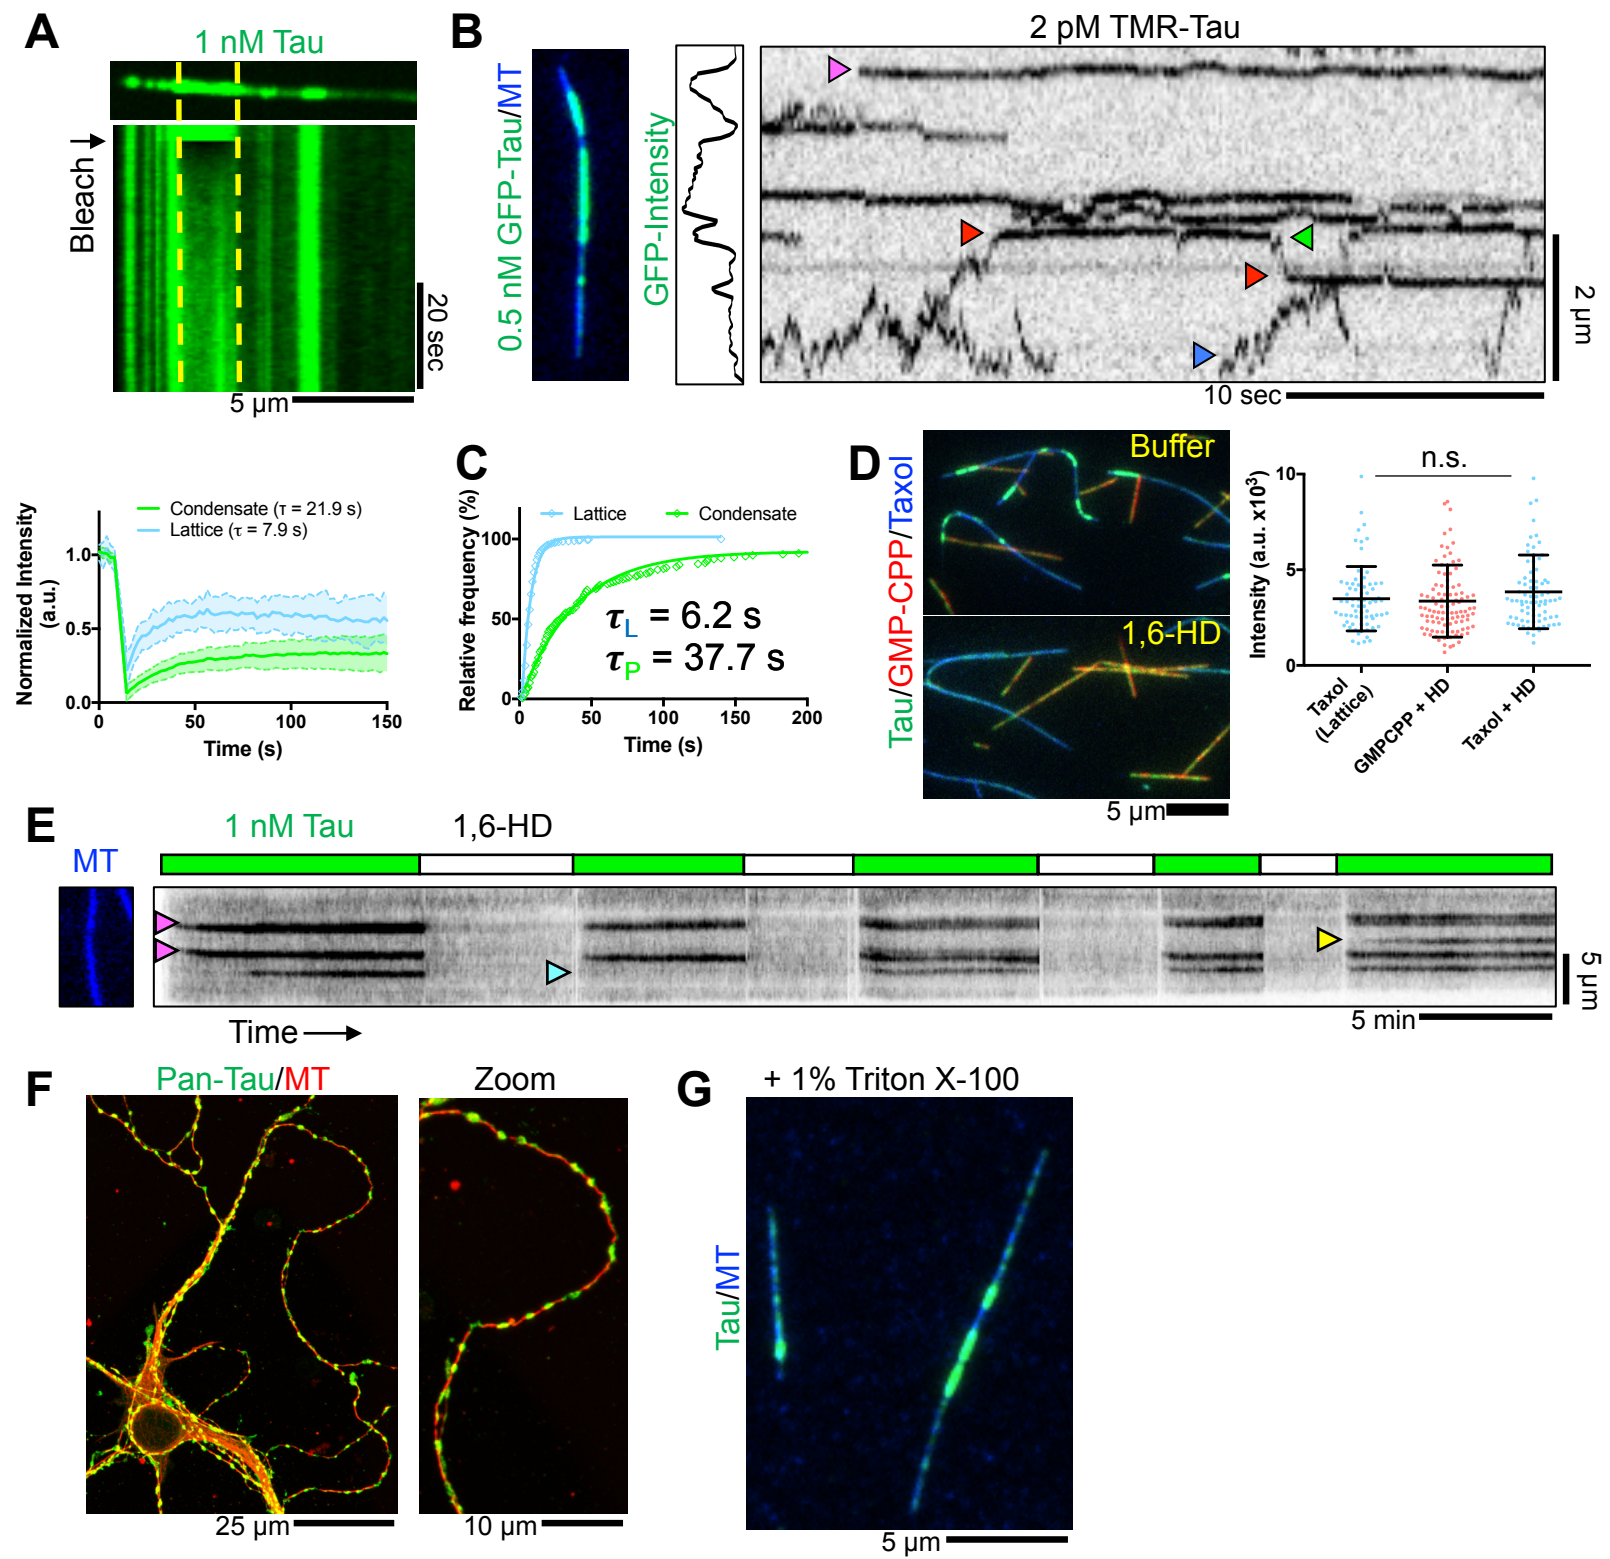 A
1 nM Tau
Bleach
20 sec
5 µm
Condensate (τ = 21.9 s)
Lattice (τ = 7.9 s)
Normalized Intensity
(a.u.)
1.0
0.5
0.0
0 50 100 150
Time (s)
B
0.5 nM GFP-Tau/MT
GFP-Intensity
2 pM TMR-Tau
2 µm
10 sec
C
Relative frequency (%)
Lattice
Condensate
100
50
0
τL = 6.2 s
τP = 37.7 s
0 50 100 150 200
Time (s)
D
Tau/GMP-CPP/Taxol
Buffer
1,6-HD
5 µm
Intensity (a.u. x10³)
n.s.
10
5
0
Taxol
(Lattice)
GMPCPP + HD
Taxol + HD
E
MT
1 nM Tau
1,6-HD
5 µm
Time
5 min
F
Pan-Tau/MT
Zoom
25 µm
10 µm
G
+ 1% Triton X-100
Tau/MT
5 µm